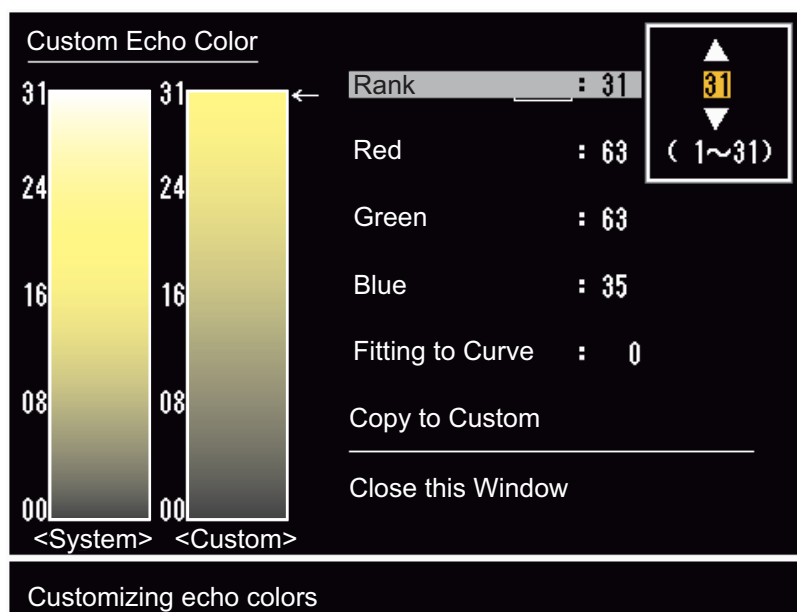 Custom Echo Color
31
24
16
08
00
<System>
31
24
16
08
00
<Custom>
←
Rank : 31
Red : 63
Green : 63
Blue : 35
Fitting to Curve : 0
Copy to Custom
Close this Window
▲
31
▼
( 1~31)
Customizing echo colors